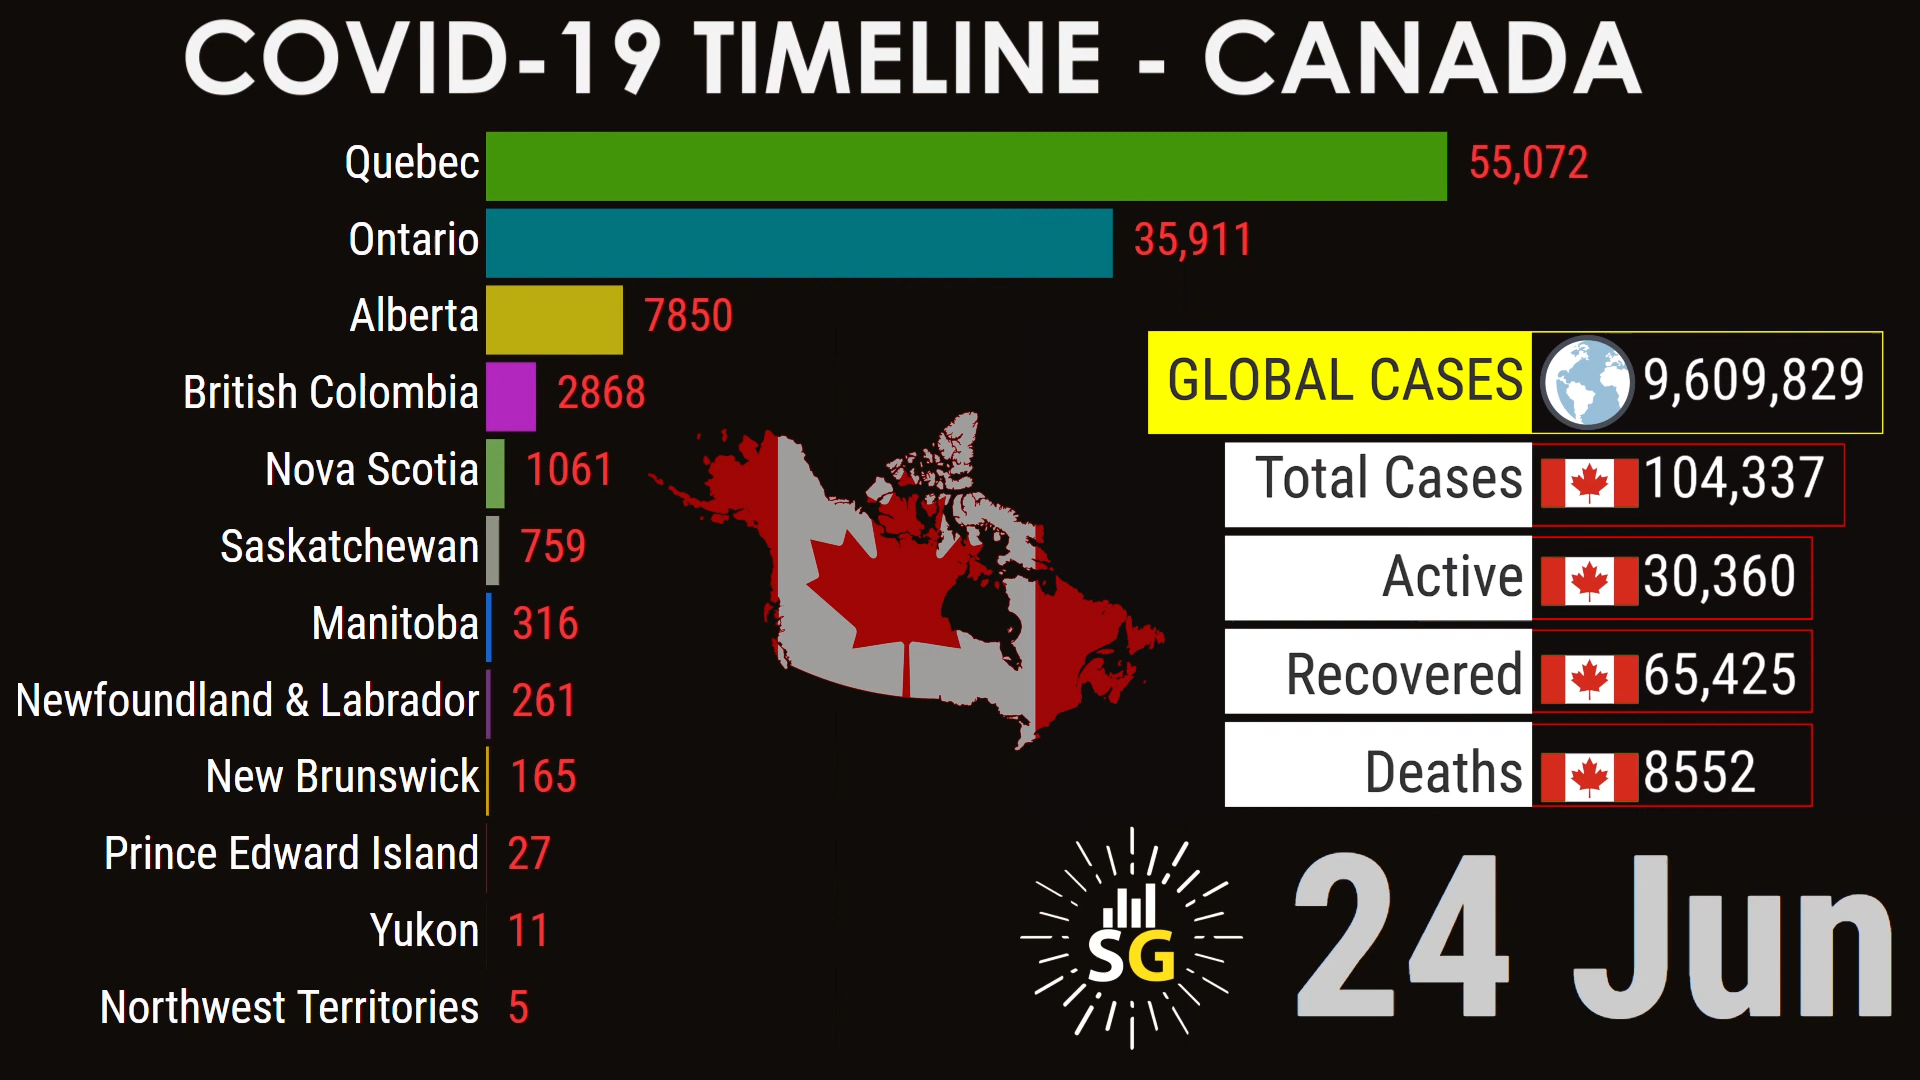 COVID-19 TIMELINE - CANADA
Quebec 55,072
Ontario 35,911
Alberta 7850
British Colombia 2868
Nova Scotia 1061
Saskatchewan 759
Manitoba 316
Newfoundland & Labrador 261
New Brunswick 165
Prince Edward Island 27
Yukon 11
Northwest Territories 5
GLOBAL CASES 9,609,829
Total Cases 104,337
Active 30,360
Recovered 65,425
Deaths 8552
SG
24 Jun